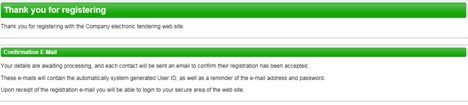 Thank you for registering
Thank you for registering with the Company electronic tendering web site.
Confirmation E-Mail
Your details are awaiting processing, and each contact will be sent an email to confirm their registration has been accepted.
These e-mails will contain the automatically system generated User ID, as well as a reminder of the e-mail address and password.
Upon receipt of the registration e-mail you will be able to login to your secure area of the web site.